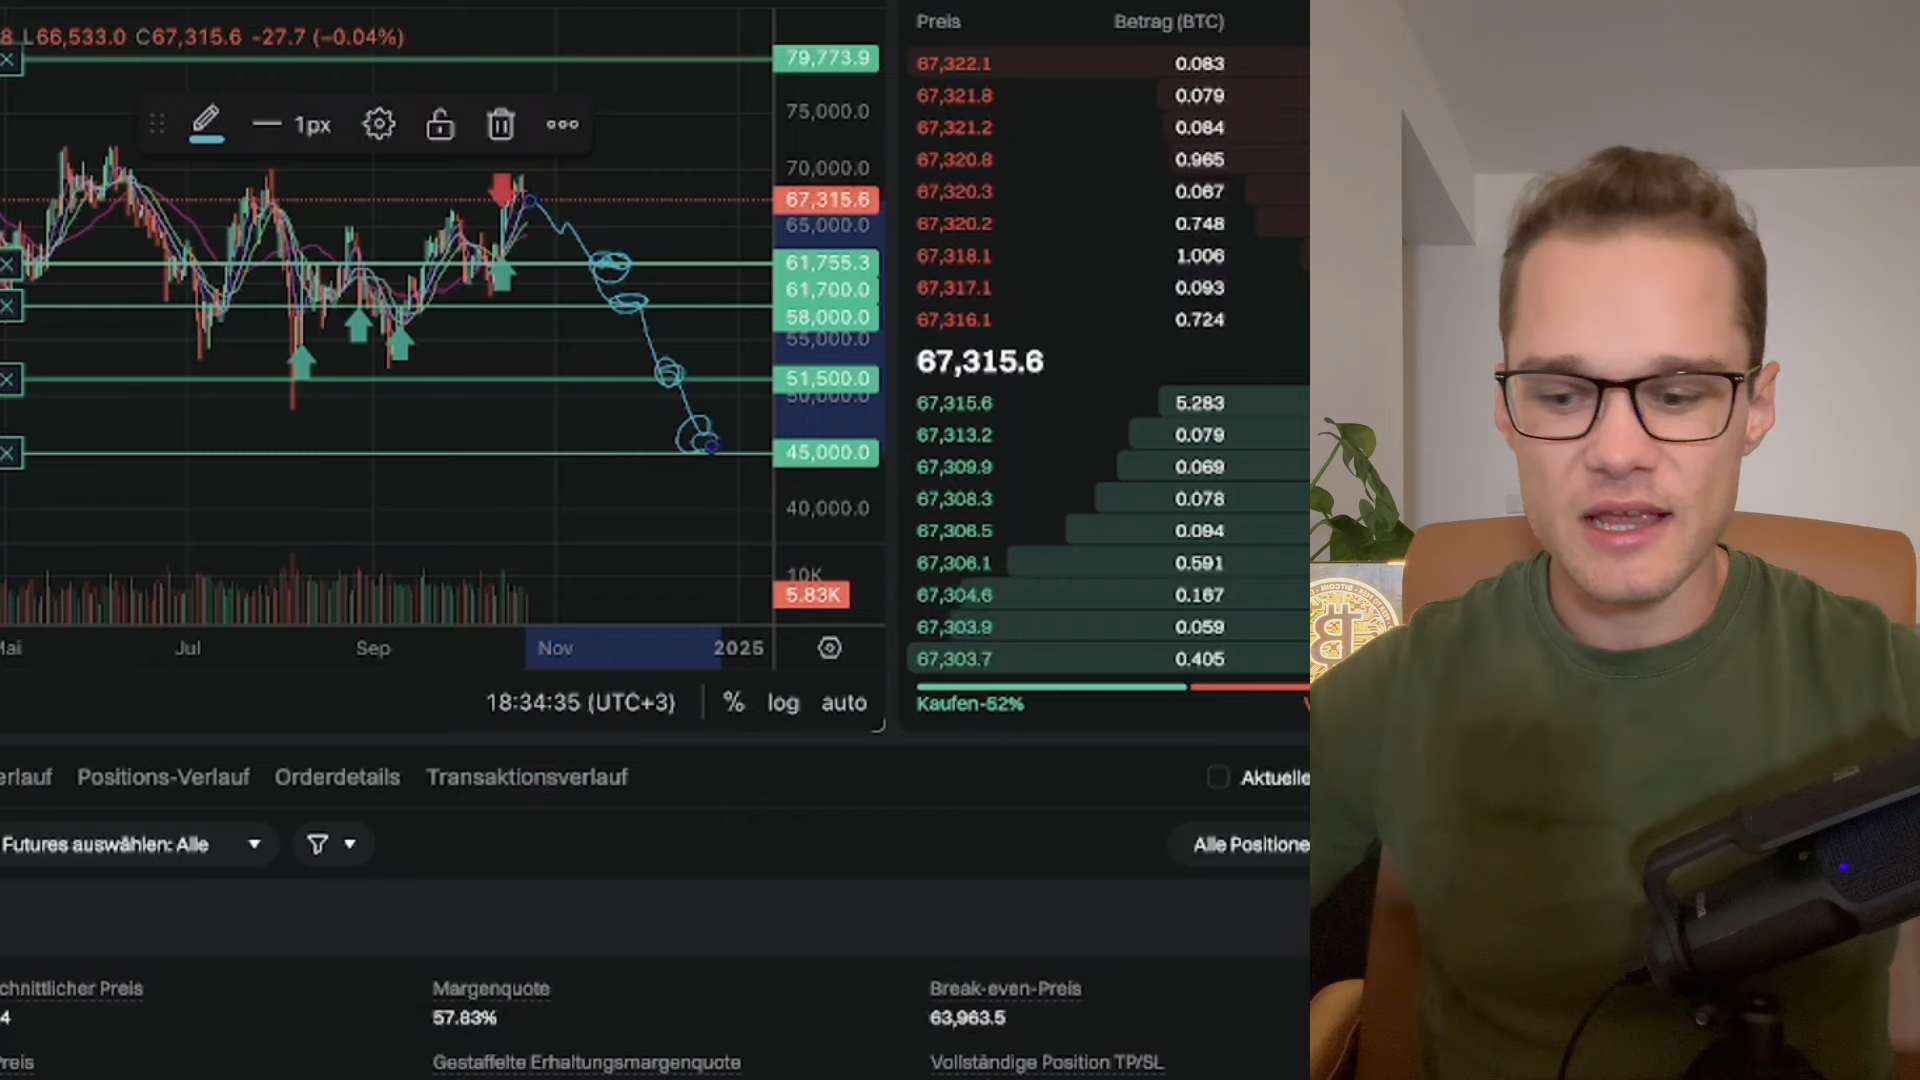 8 L66,533.0 C67,315.6 -27.7 (-0.04%)
79,773.9
75,000.0
70,000.0
67,315.6
65,000.0
61,755.3
61,700.0
58,000.0
55,000.0
51,500.0
50,000.0
45,000.0
40,000.0
10K
5.83K
1px
Mai
Jul
Sep
Nov
2025
18:34:35 (UTC+3)
%
log
auto
Preis Betrag (BTC)
67,322.1 0.083
67,321.8 0.079
67,321.2 0.084
67,320.8 0.965
67,320.3 0.067
67,320.2 0.748
67,318.1 1.006
67,317.1 0.093
67,316.1 0.724
67,315.6
67,315.6 5.283
67,313.2 0.079
67,309.9 0.069
67,308.3 0.078
67,306.5 0.094
67,306.1 0.591
67,304.6 0.167
67,303.9 0.059
67,303.7 0.405
Kaufen-52%
erlauf Positions-Verlauf Orderdetails Transaktionsverlauf Aktuelle
Futures auswählen: Alle Alle Positione
chnittlicher Preis Margenquote Break-even-Preis
4 57.83% 63,963.5
reis Gestaffelte Erhaltungsmargenquote Vollständige Position TP/SL